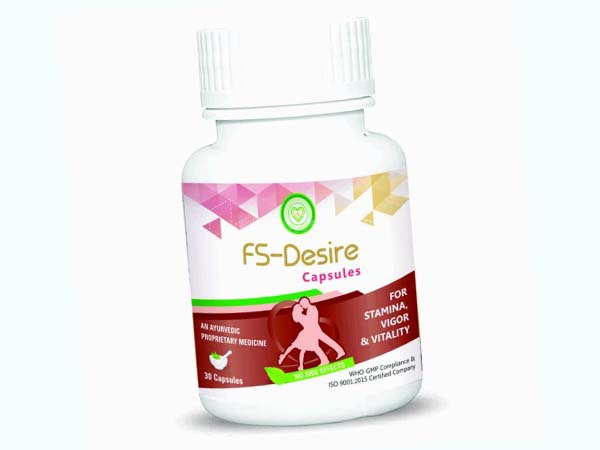 FS-Desire
Capsules
AN AYURVEDIC
PROPRIETARY MEDICINE
30 Capsules
FOR
STAMINA,
VIGOR
& VITALITY
NO SIDE EFFECTS
WHO-GMP Compliance &
ISO 9001:2015 Certified Company